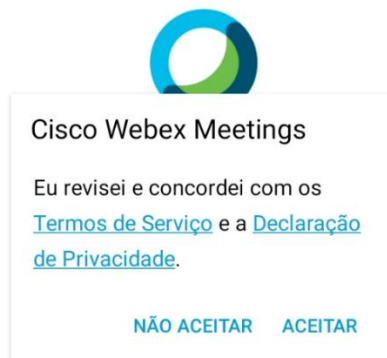 Cisco Webex Meetings
Eu revisei e concordei com os
Termos de Serviço e a Declaração
de Privacidade.
NÃO ACEITAR ACEITAR